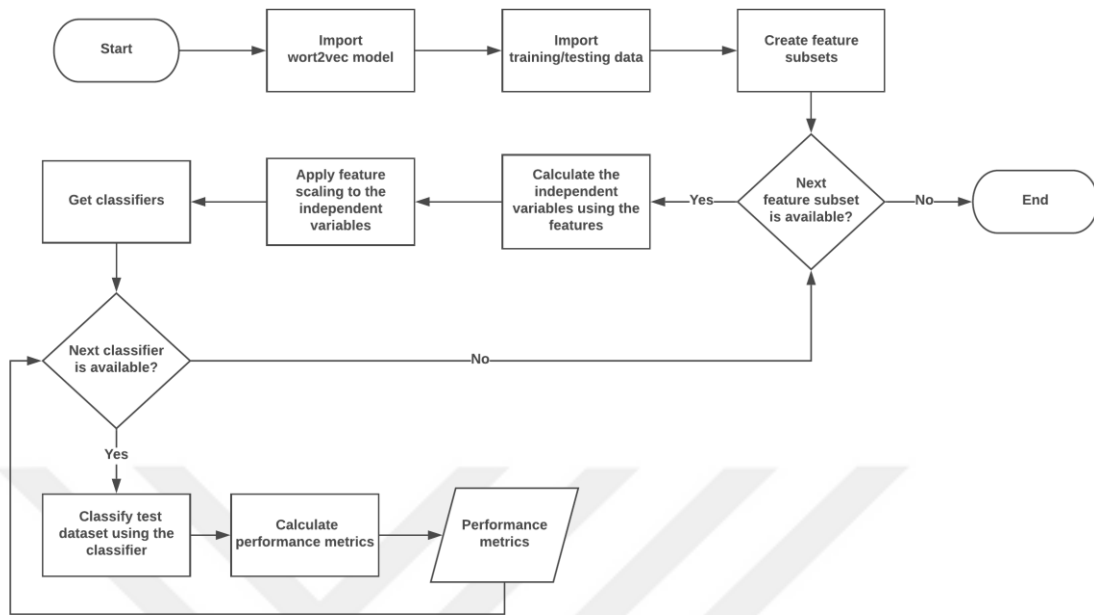 Start
Import
wort2vec model
Import
training/testing data
Create feature
subsets
Next
feature subset
is available?
No
End
Yes
Calculate the
independent
variables using the
features
Apply feature
scaling to the
independent
variables
Get classifiers
Next classifier
is available?
No
Yes
Classify test
dataset using the
classifier
Calculate
performance metrics
Performance
metrics